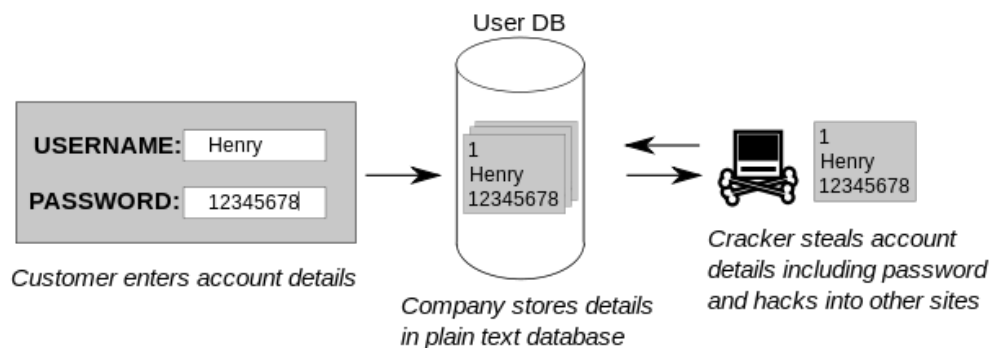 User DB
USERNAME: Henry
PASSWORD: 12345678
Customer enters account details
1
Henry
12345678
Company stores details
in plain text database
1
Henry
12345678
Cracker steals account
details including password
and hacks into other sites